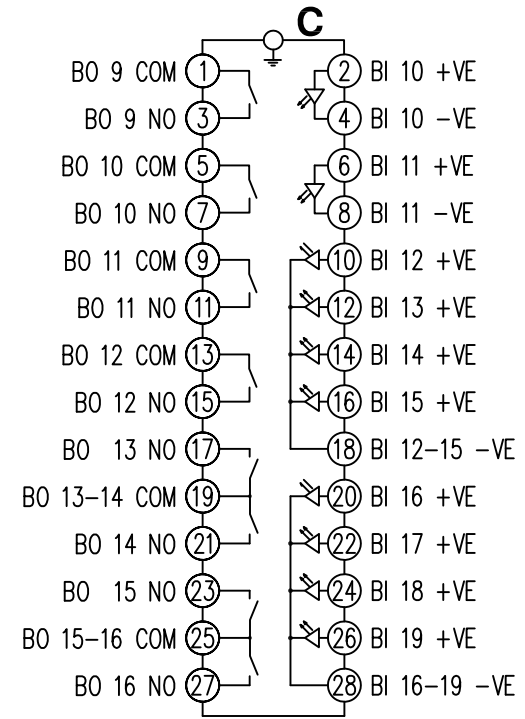 C
BO 9 COM 1 2 BI 10 +VE
BO 9 NO 3 4 BI 10 −VE
BO 10 COM 5 6 BI 11 +VE
BO 10 NO 7 8 BI 11 −VE
BO 11 COM 9 10 BI 12 +VE
BO 11 NO 11 12 BI 13 +VE
BO 12 COM 13 14 BI 14 +VE
BO 12 NO 15 16 BI 15 +VE
BO 13 NO 17 18 BI 12−15 −VE
BO 13−14 COM 19 20 BI 16 +VE
BO 14 NO 21 22 BI 17 +VE
BO 15 NO 23 24 BI 18 +VE
BO 15−16 COM 25 26 BI 19 +VE
BO 16 NO 27 28 BI 16−19 −VE